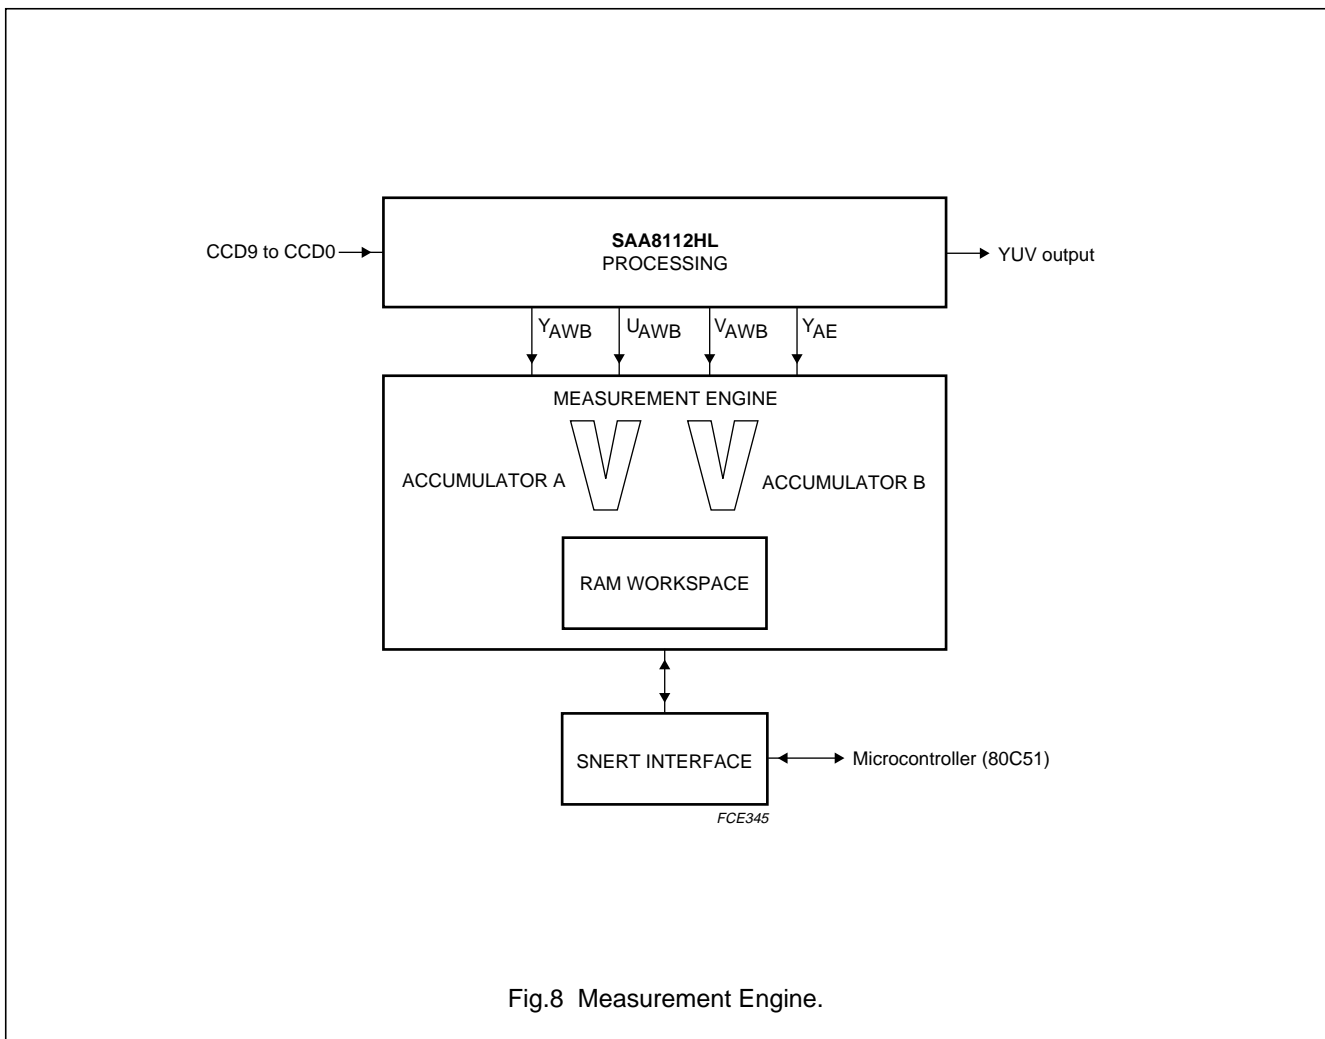 SAA8112HL
PROCESSING
CCD9 to CCD0
YUV output
YAWB UAWB VAWB YAE
MEASUREMENT ENGINE
ACCUMULATOR A
ACCUMULATOR B
RAM WORKSPACE
SNERT INTERFACE
Microcontroller (80C51)
FCE345
Fig.8 Measurement Engine.